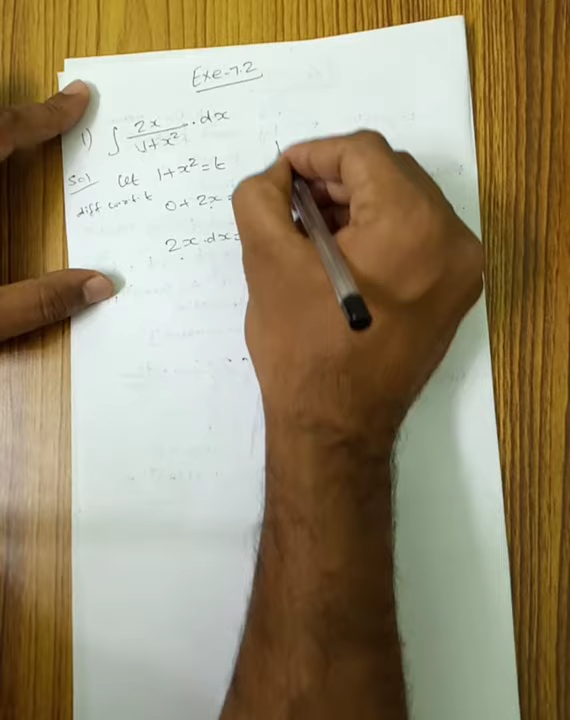 Exe-7.2
1) ∫ 2x/1+x² . dx
Sol Let 1+x² = t
diff w.r.t. t
0 + 2x =
2x.dx =